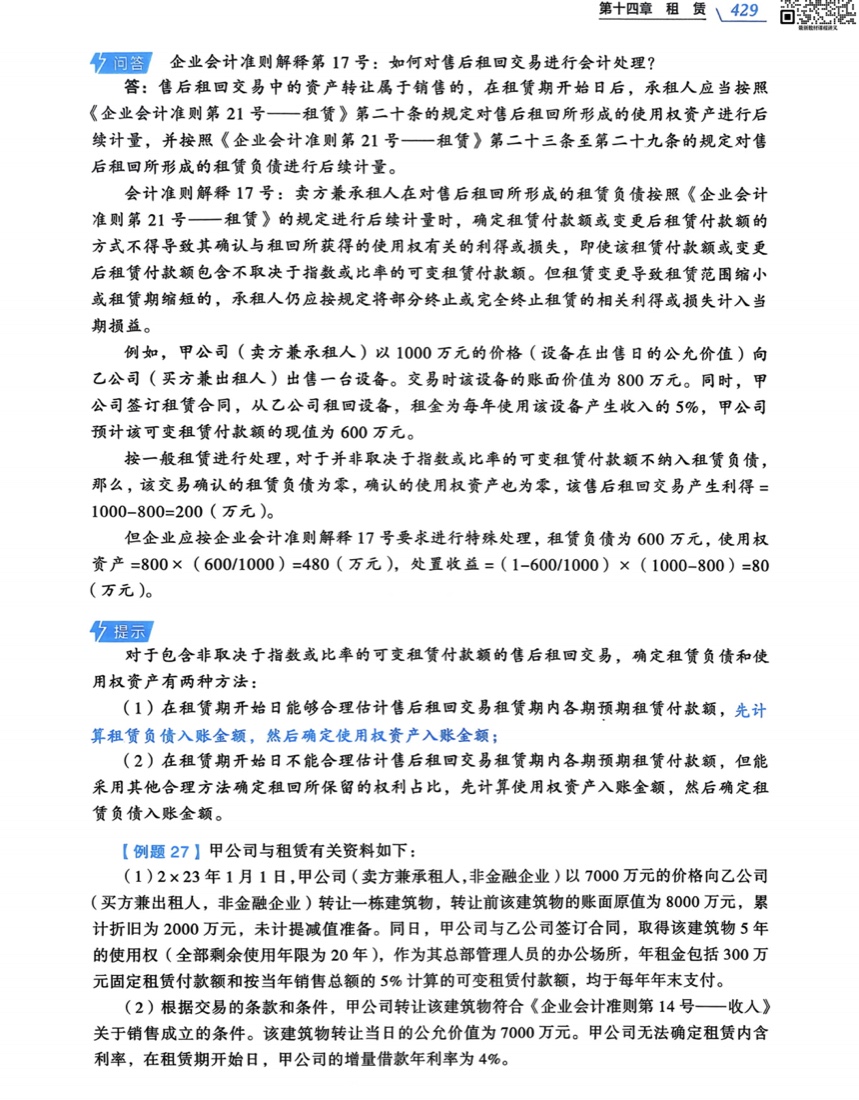 第十四章 租 赁 429
问答 企业会计准则解释第 17 号：如何对售后租回交易进行会计处理？
答：售后租回交易中的资产转让属于销售的，在租赁期开始日后，承租人应当按照
《企业会计准则第 21 号——租赁》第二十条的规定对售后租回所形成的使用权资产进行后
续计量，并按照《企业会计准则第 21 号——租赁》第二十三条至第二十九条的规定对售
后租回所形成的租赁负债进行后续计量。
会计准则解释 17 号：卖方兼承租人在对售后租回所形成的租赁负债按照《企业会计
准则第 21 号——租赁》的规定进行后续计量时，确定租赁付款额或变更后租赁付款额的
方式不得导致其确认与租回所获得的使用权有关的利得或损失，即使该租赁付款额或变更
后租赁付款额包含不取决于指数或比率的可变租赁付款额。但租赁变更导致租赁范围缩小
或租赁期缩短的，承租人仍应按规定将部分终止或完全终止租赁的相关利得或损失计入当
期损益。
例如，甲公司（卖方兼承租人）以 1000 万元的价格（设备在出售日的公允价值）向
乙公司（买方兼出租人）出售一台设备。交易时该设备的账面价值为 800 万元。同时，甲
公司签订租赁合同，从乙公司租回设备，租金为每年使用该设备产生收入的 5%，甲公司
预计该可变租赁付款额的现值为 600 万元。
按一般租赁进行处理，对于并非取决于指数或比率的可变租赁付款额不纳入租赁负债，
那么，该交易确认的租赁负债为零，确认的使用权资产也为零，该售后租回交易产生利得 =
1000-800=200（万元）。
但企业应按企业会计准则解释 17 号要求进行特殊处理，租赁负债为 600 万元，使用权
资产 =800×（600/1000）=480（万元），处置收益 =（1-600/1000）×（1000-800）=80
（万元）。
提示
对于包含非取决于指数或比率的可变租赁付款额的售后租回交易，确定租赁负债和使
用权资产有两种方法：
（1）在租赁期开始日能够合理估计售后租回交易租赁期内各期预期租赁付款额，先计
算租赁负债入账金额，然后确定使用权资产入账金额；
（2）在租赁期开始日不能合理估计售后租回交易租赁期内各期预期租赁付款额，但能
采用其他合理方法确定租回所保留的权利占比，先计算使用权资产入账金额，然后确定租
赁负债入账金额。
【例题 27】甲公司与租赁有关资料如下：
（1）2×23 年 1 月 1 日，甲公司（卖方兼承租人，非金融企业）以 7000 万元的价格向乙公司
（买方兼出租人，非金融企业）转让一栋建筑物，转让前该建筑物的账面原值为 8000 万元，累
计折旧为 2000 万元，未计提减值准备。同日，甲公司与乙公司签订合同，取得该建筑物 5 年
的使用权（全部剩余使用年限为 20 年），作为其总部管理人员的办公场所，年租金包括 300 万
元固定租赁付款额和按当年销售总额的 5% 计算的可变租赁付款额，均于每年年末支付。
（2）根据交易的条款和条件，甲公司转让该建筑物符合《企业会计准则第 14 号——收入》
关于销售成立的条件。该建筑物转让当日的公允价值为 7000 万元。甲公司无法确定租赁内含
利率，在租赁期开始日，甲公司的增量借款年利率为 4%。